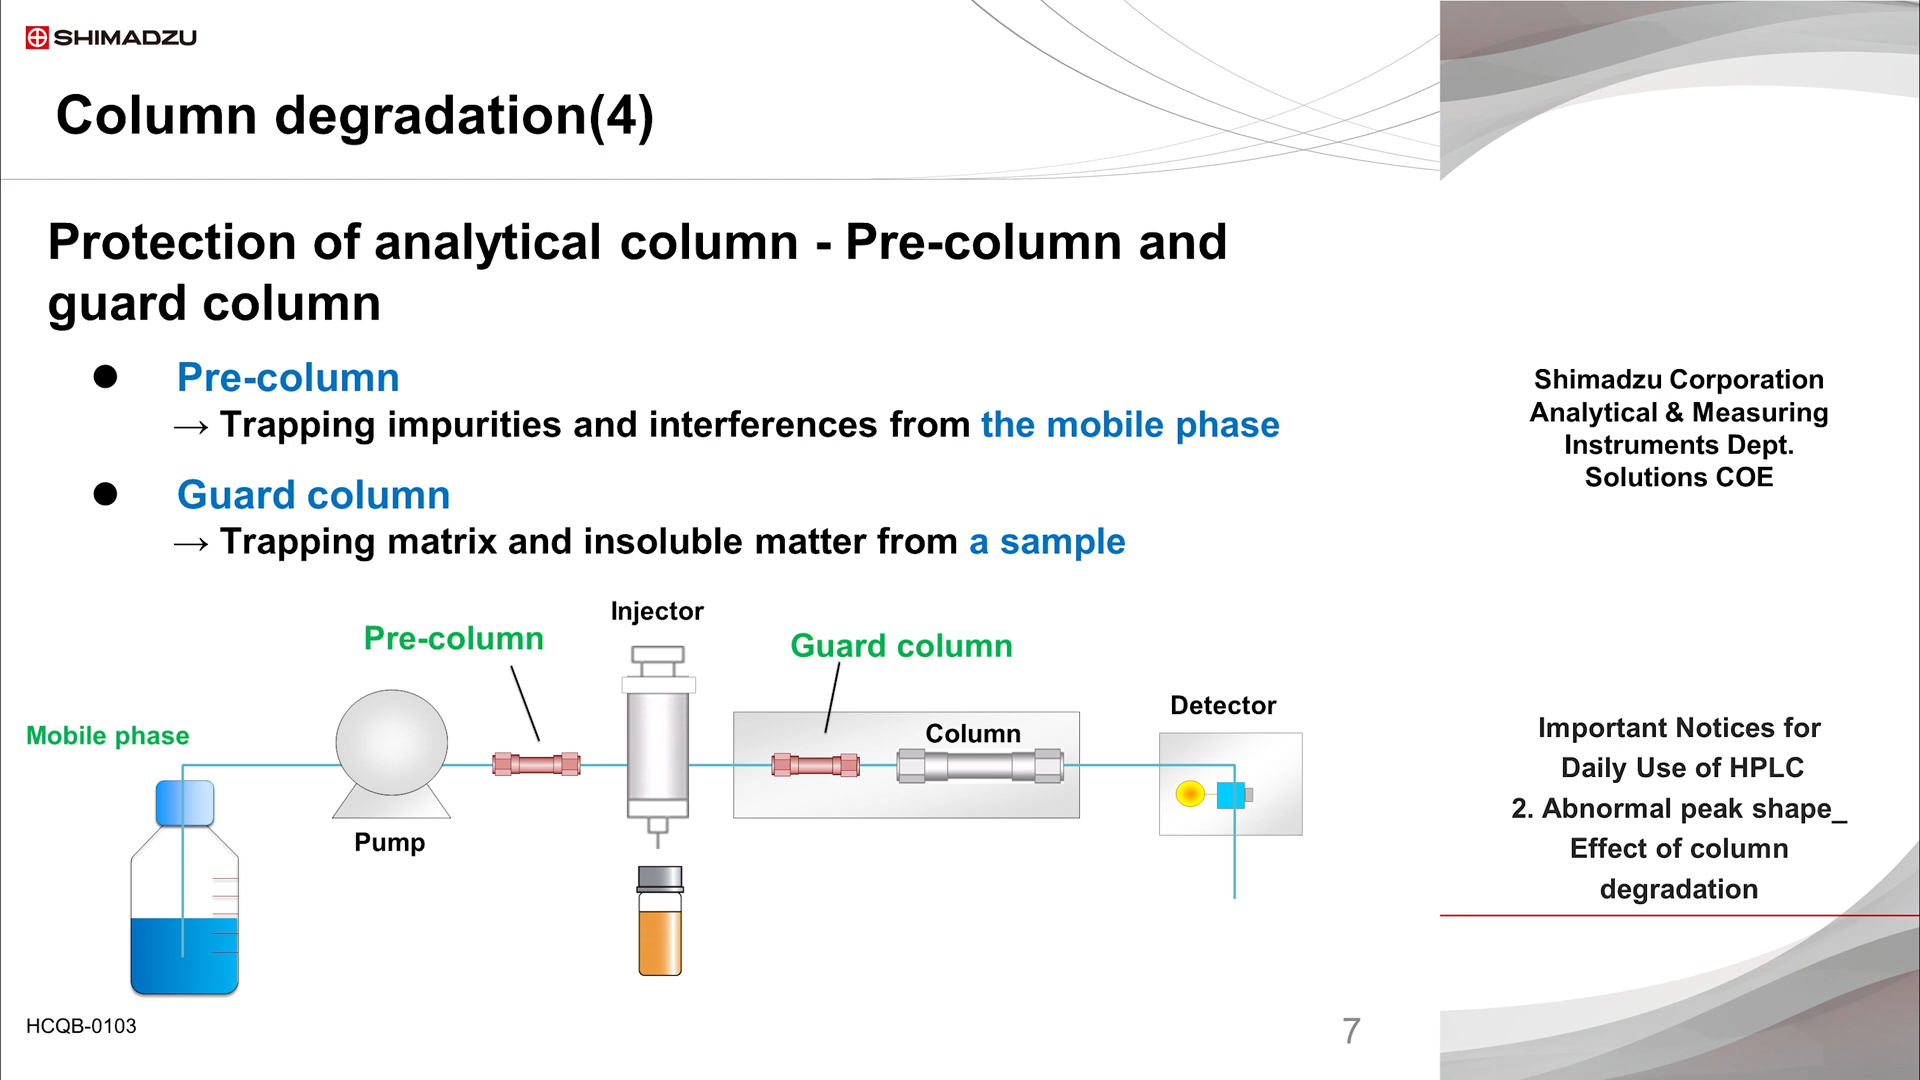 SHIMADZU
Column degradation(4)
Protection of analytical column - Pre-column and
guard column
● Pre-column
→ Trapping impurities and interferences from the mobile phase
● Guard column
→ Trapping matrix and insoluble matter from a sample
Injector
Pre-column
Guard column
Detector
Mobile phase
Column
Pump
HCQB-0103
7
Shimadzu Corporation
Analytical & Measuring
Instruments Dept.
Solutions COE
Important Notices for
Daily Use of HPLC
2. Abnormal peak shape_
Effect of column
degradation